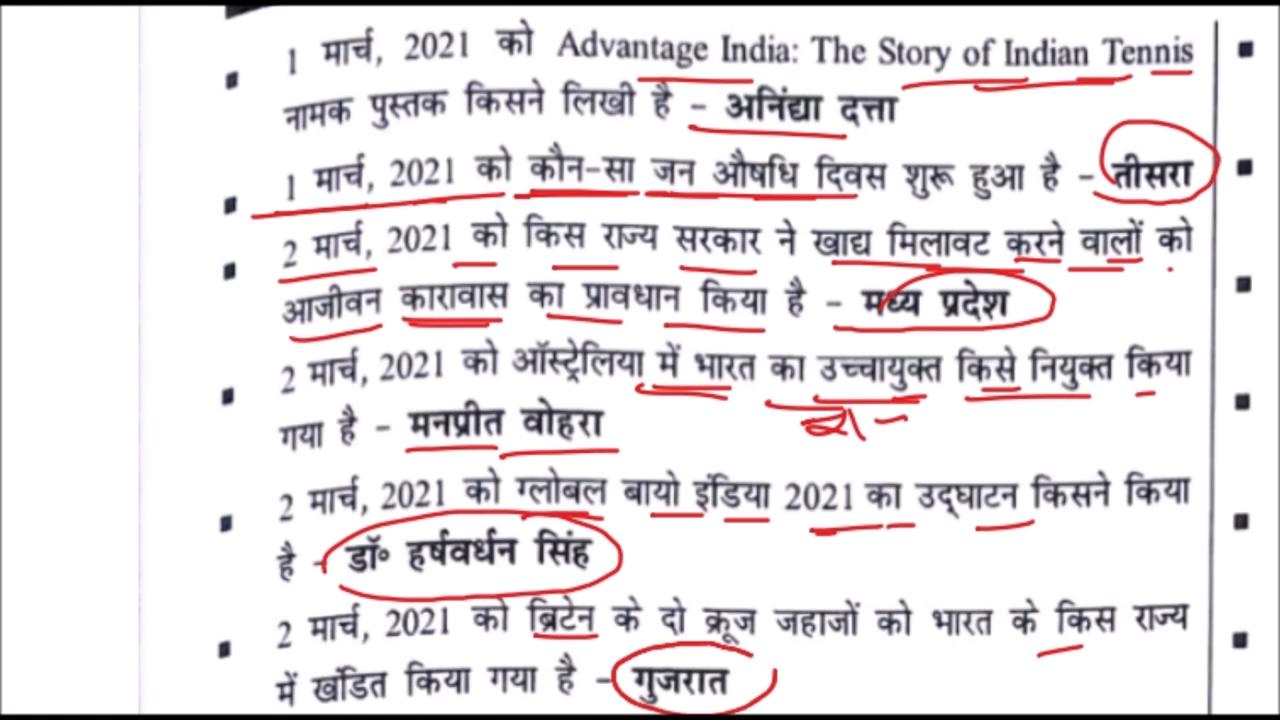 1 मार्च, 2021 को Advantage India: The Story of Indian Tennis
नामक पुस्तक किसने लिखी है - अनिंद्या दत्ता
1 मार्च, 2021 को कौन-सा जन औषधि दिवस शुरू हुआ है - तीसरा
2 मार्च, 2021 को किस राज्य सरकार ने खाद्य मिलावट करने वालों को
आजीवन कारावास का प्रावधान किया है - मध्य प्रदेश
2 मार्च, 2021 को ऑस्ट्रेलिया में भारत का उच्चायुक्त किसे नियुक्त किया
गया है - मनप्रीत वोहरा
2 मार्च, 2021 को ग्लोबल बायो इंडिया 2021 का उद्घाटन किसने किया
है - डॉ॰ हर्षवर्धन सिंह
2 मार्च, 2021 को ब्रिटेन के दो क्रूज जहाजों को भारत के किस राज्य
में खंडित किया गया है - गुजरात